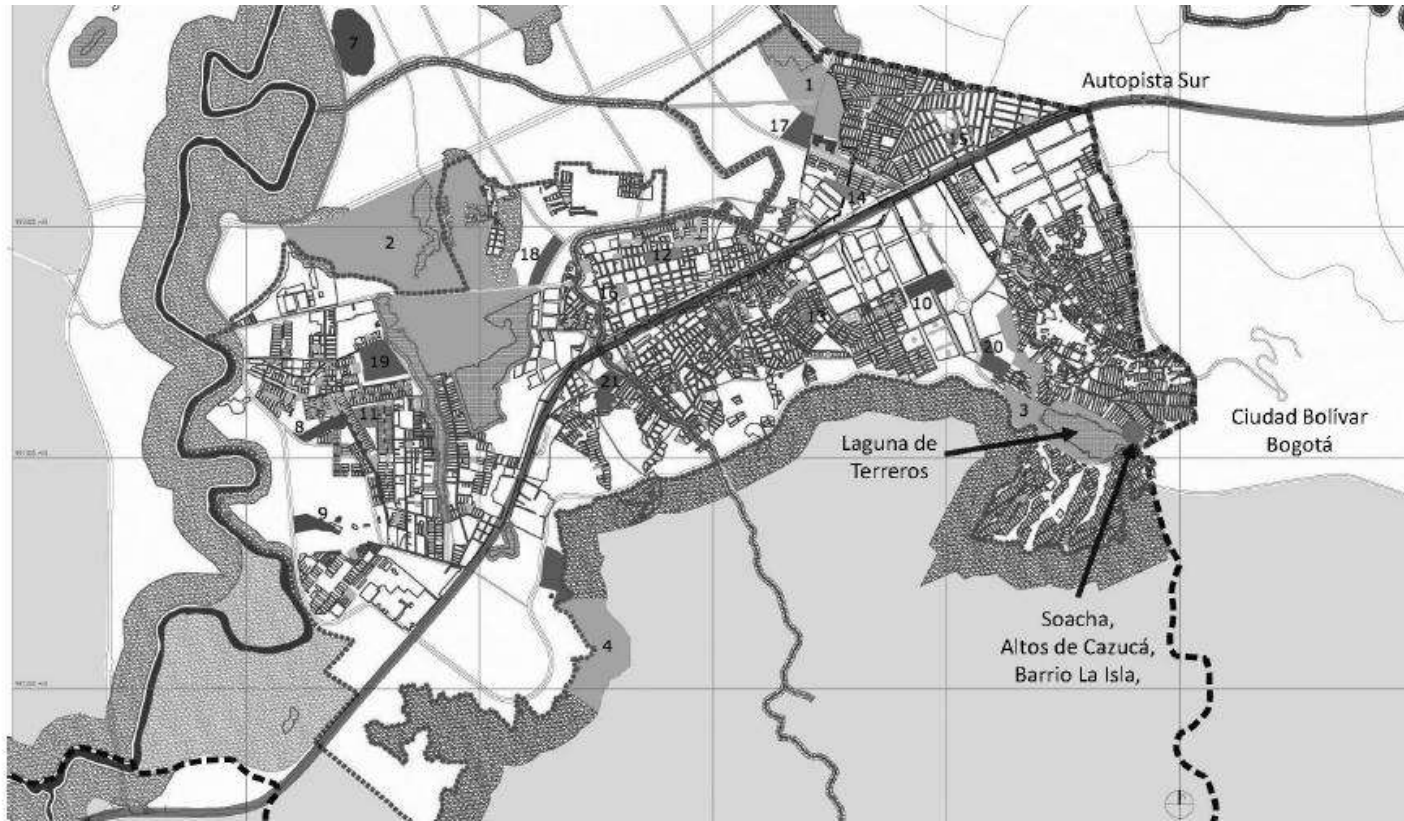 7
Autopista Sur
1
17
15
14
2
18
12
16
10
13
19
20
21
3
11
8
Ciudad Bolívar
Bogotá
Laguna de
Terreros
9
Soacha,
Altos de Cazucá,
Barrio La Isla,
4